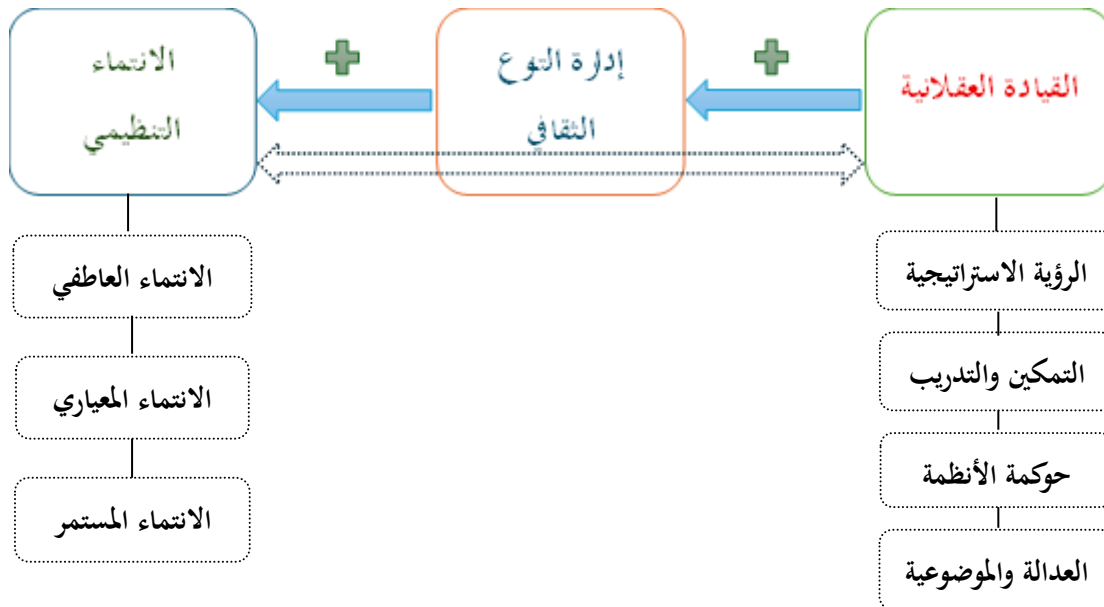 القيادة العقلانية
إدارة التوع
الثقافي
الانتماء
التنظيمي
الرؤية الاستراتيجية
التمكين والتدريب
حوكمة الأنظمة
العدالة والموضوعية
الانتماء العاطفي
الانتماء المعياري
الانتماء المستمر